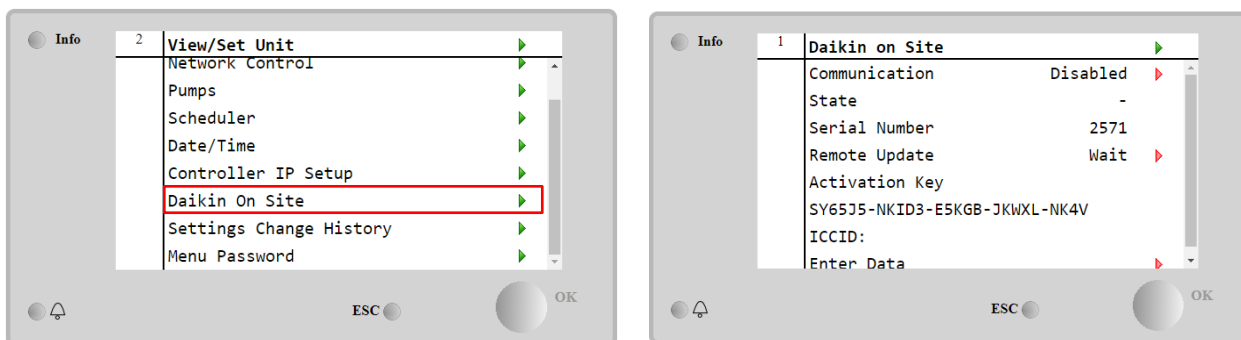 Info
2
View/Set Unit
Network Control
Pumps
Scheduler
Date/Time
Controller IP Setup
Daikin On Site
Settings Change History
Menu Password
ESC
OK
Info
1
Daikin on Site
Communication Disabled
State -
Serial Number 2571
Remote Update Wait
Activation Key
SY65J5-NKID3-E5KGB-JKWXL-NK4V
ICCID:
Enter Data
ESC
OK